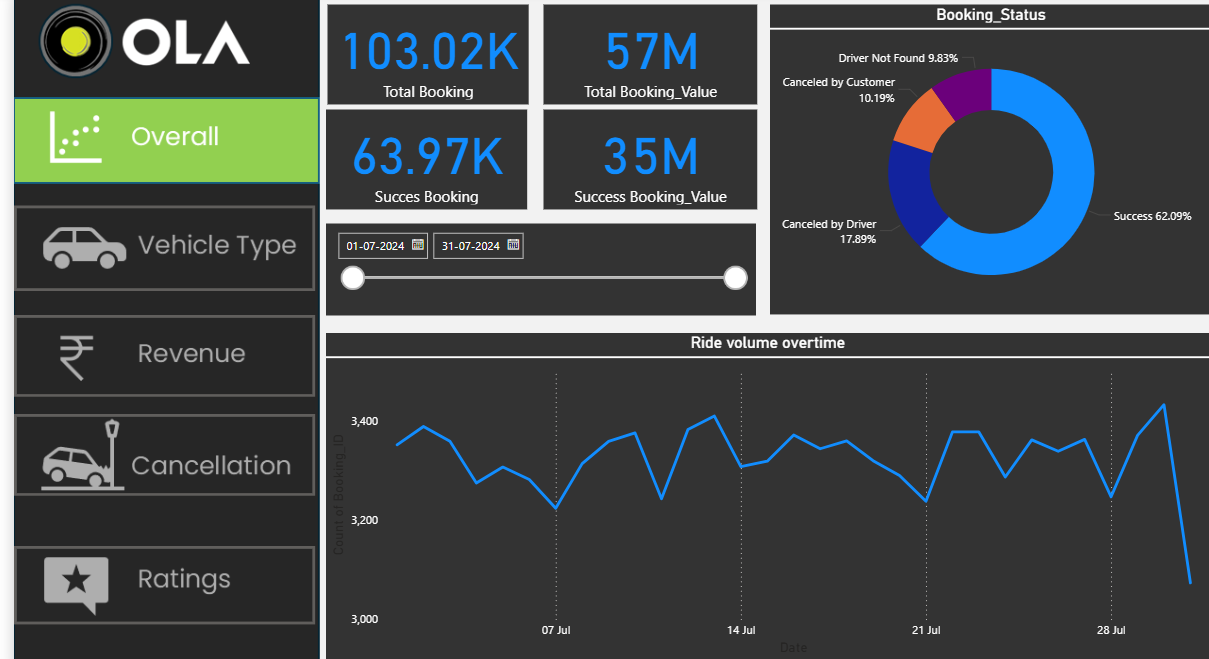 OLA
Overall
Vehicle Type
Revenue
Cancellation
Ratings
103.02K
Total Booking
57M
Total Booking_Value
63.97K
Succes Booking
35M
Success Booking_Value
01-07-2024
31-07-2024
Booking_Status
Driver Not Found 9.83%
Canceled by Customer
10.19%
Canceled by Driver
17.89%
Success 62.09%
Ride volume overtime
Count of Booking_ID
3,400
3,200
3,000
07 Jul
14 Jul
21 Jul
28 Jul
Date